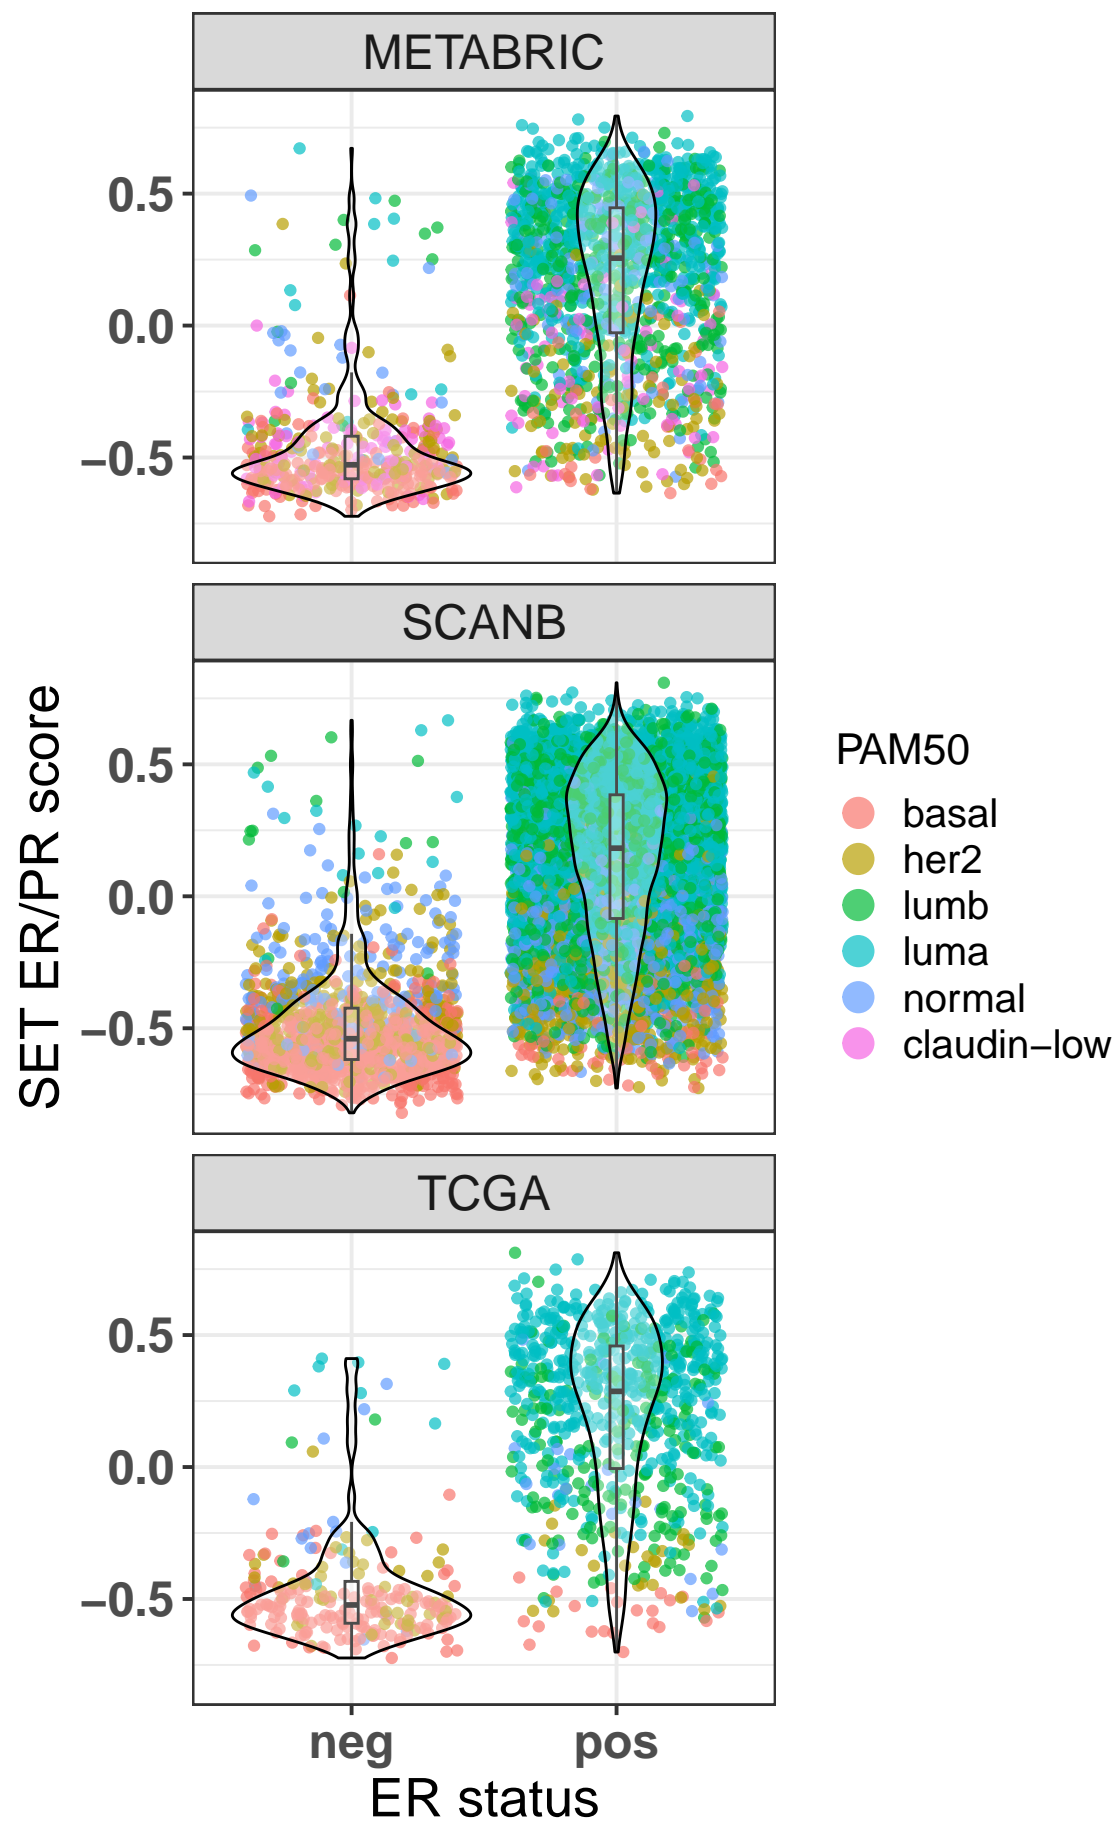 METABRIC
0.5
0.0
−0.5
SCANB
0.5
0.0
−0.5
TCGA
0.5
0.0
−0.5
neg
pos
ER status
SET ER/PR score
PAM50
basal
her2
lumb
luma
normal
claudin−low